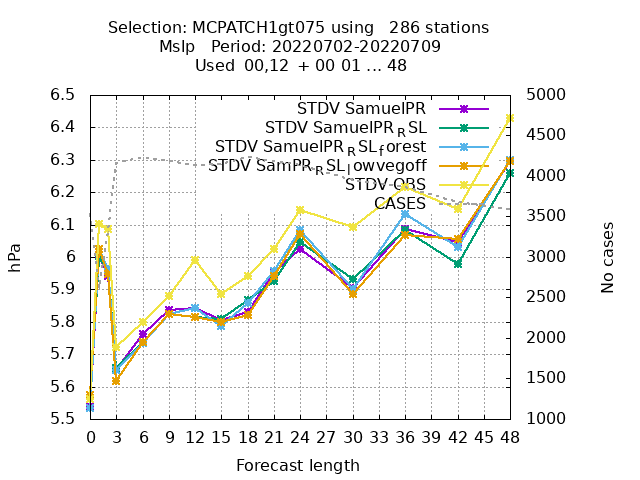 Selection: MCPATCH1gt075 using   286 stations
Mslp   Period: 20220702-20220709
Used  00,12  + 00 01 ... 48
6.5
6.4
6.3
6.2
6.1
6
5.9
5.8
5.7
5.6
5.5
hPa
STDV SamuelPR
STDV SamuelPR_RSL
STDV SamuelPR_RSL_forest
STDV SamPR_RSL_lowvegoff
STDV OBS
CASES
5000
4500
4000
3500
3000
2500
2000
1500
1000
No cases
0 3 6 9 12 15 18 21 24 27 30 33 36 39 42 45 48
Forecast length